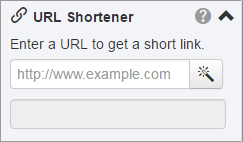 URL Shortener ?
Enter a URL to get a short link.
http://www.example.com